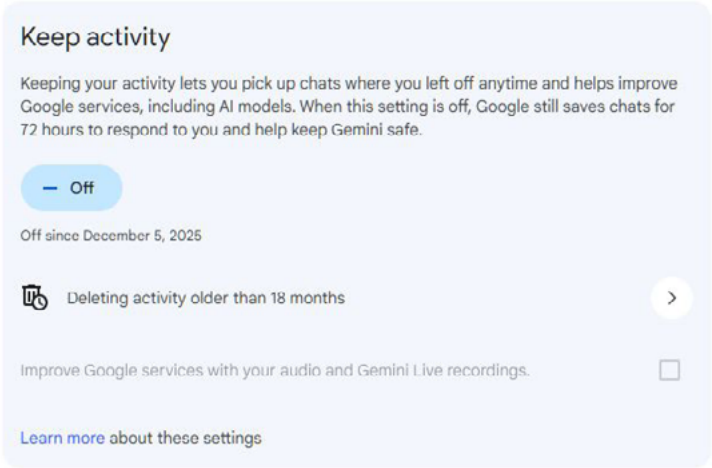 Keep activity
Keeping your activity lets you pick up chats where you left off anytime and helps improve
Google services, including AI models. When this setting is off, Google still saves chats for
72 hours to respond to you and help keep Gemini safe.
Off
Off since December 5, 2025
Deleting activity older than 18 months
Improve Google services with your audio and Gemini Live recordings.
Learn more about these settings